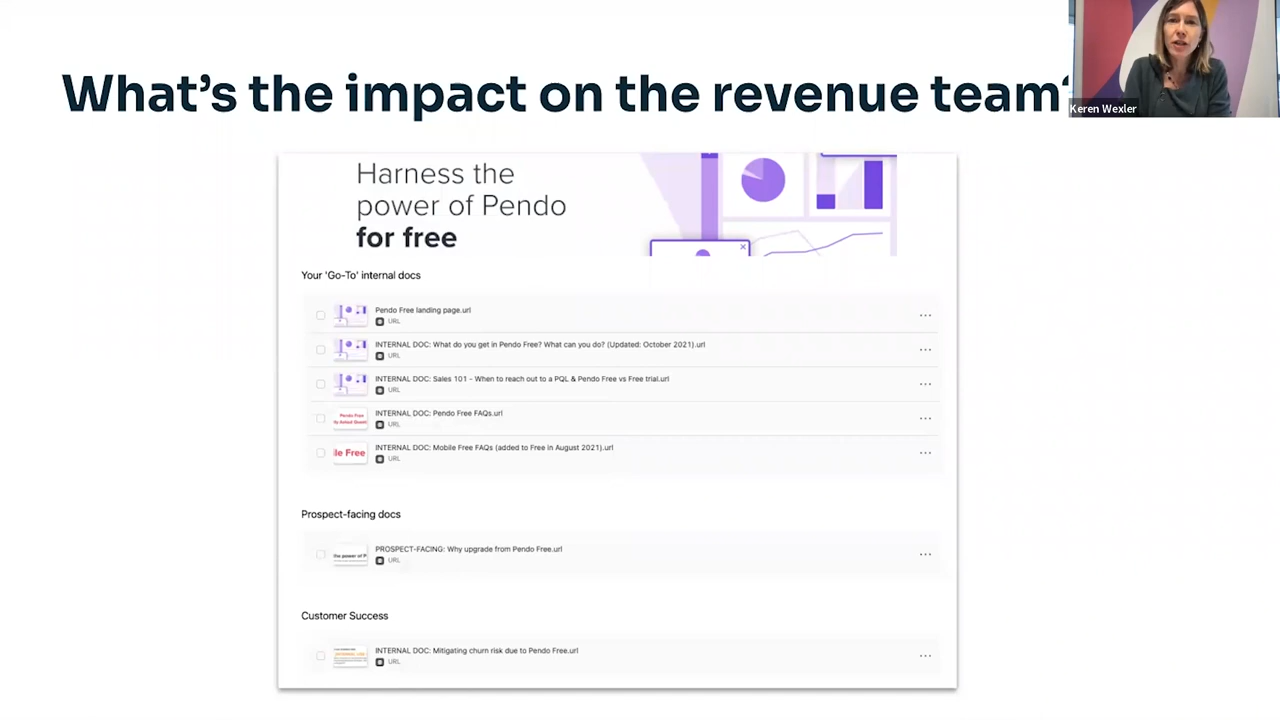 What's the impact on the revenue team?
Keren Wexler
Harness the
power of Pendo
for free
Your 'Go-To' internal docs
Pendo Free landing page.url
URL
INTERNAL DOC: What do you get in Pendo Free? What can you do? (Updated: October 2021).url
URL
INTERNAL DOC: Sales 101 - When to reach out to a PQL & Pendo Free vs Free trial.url
URL
Pendo Free
INTERNAL DOC: Pendo Free FAQs.url
URL
le Free
INTERNAL DOC: Mobile Free FAQs (added to Free in August 2021).url
URL
Prospect-facing docs
PROSPECT-FACING: Why upgrade from Pendo Free.url
URL
Customer Success
INTERNAL DOC: Mitigating churn risk due to Pendo Free.url
URL